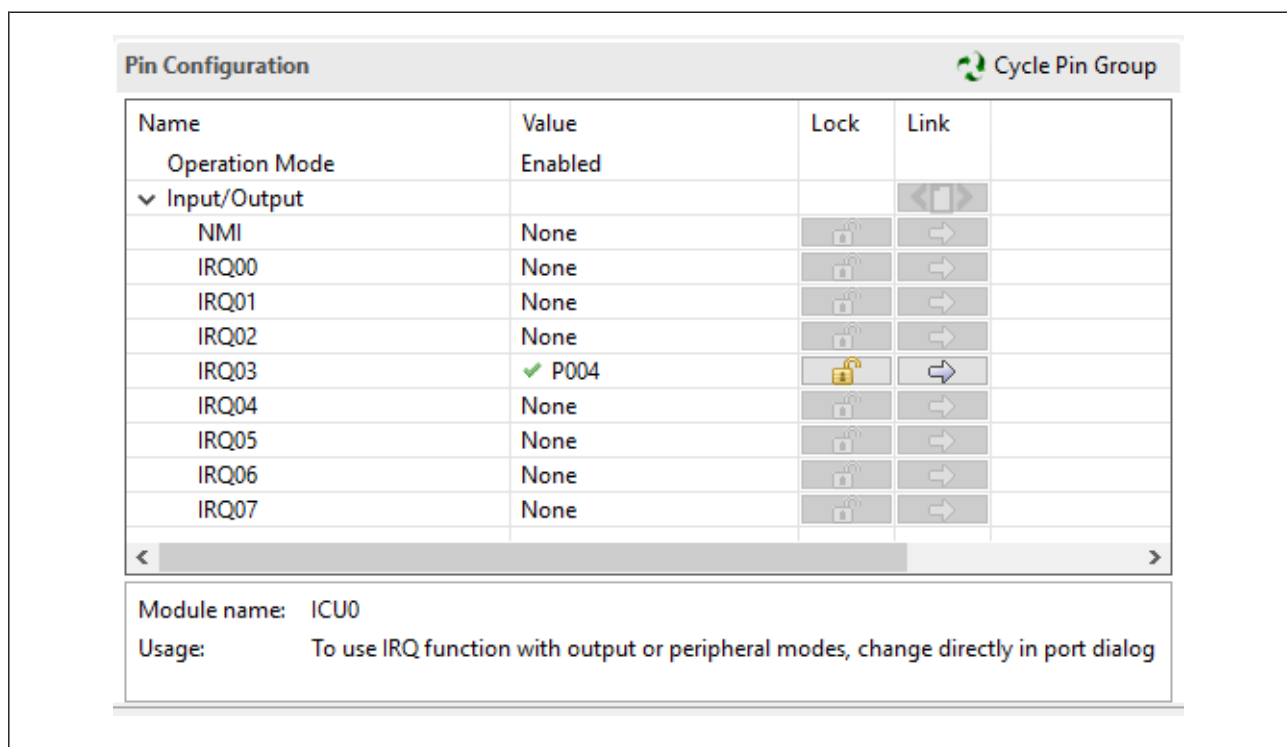 Pin Configuration Cycle Pin Group
Name Value Lock Link
Operation Mode Enabled
Input/Output
NMI None
IRQ00 None
IRQ01 None
IRQ02 None
IRQ03 P004
IRQ04 None
IRQ05 None
IRQ06 None
IRQ07 None
Module name: ICU0
Usage: To use IRQ function with output or peripheral modes, change directly in port dialog